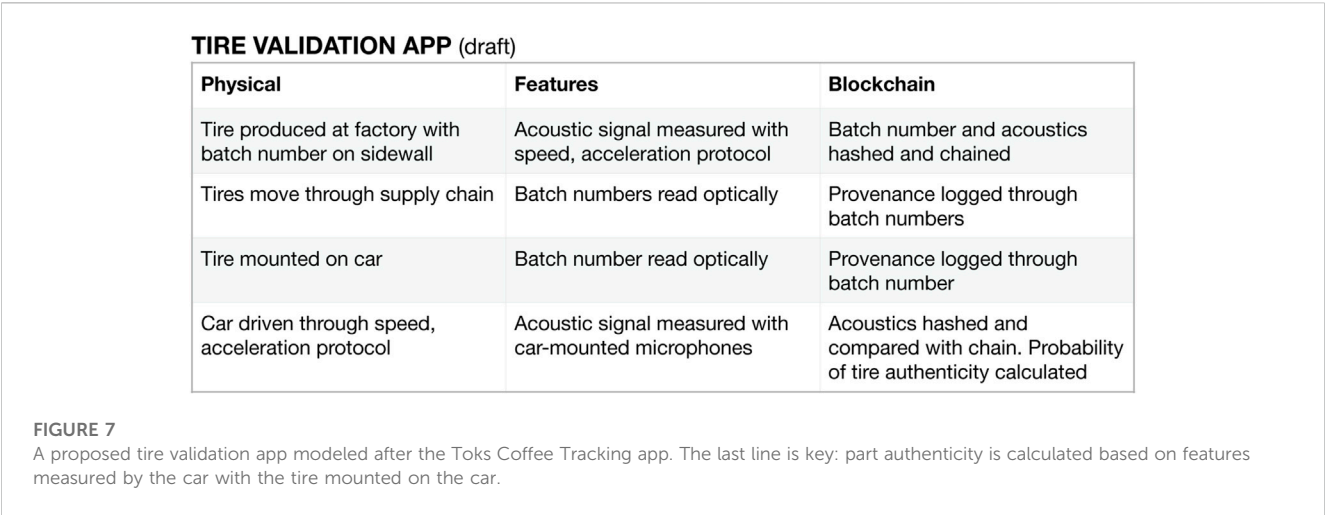 TIRE VALIDATION APP (draft)
Physical Features Blockchain
Tire produced at factory with
batch number on sidewall
Acoustic signal measured with
speed, acceleration protocol
Batch number and acoustics
hashed and chained
Tires move through supply chain
Batch numbers read optically
Provenance logged through
batch numbers
Tire mounted on car
Batch number read optically
Provenance logged through
batch number
Car driven through speed,
acceleration protocol
Acoustic signal measured with
car-mounted microphones
Acoustics hashed and
compared with chain. Probability
of tire authenticity calculated
FIGURE 7
A proposed tire validation app modeled after the Toks Coffee Tracking app. The last line is key: part authenticity is calculated based on features
measured by the car with the tire mounted on the car.